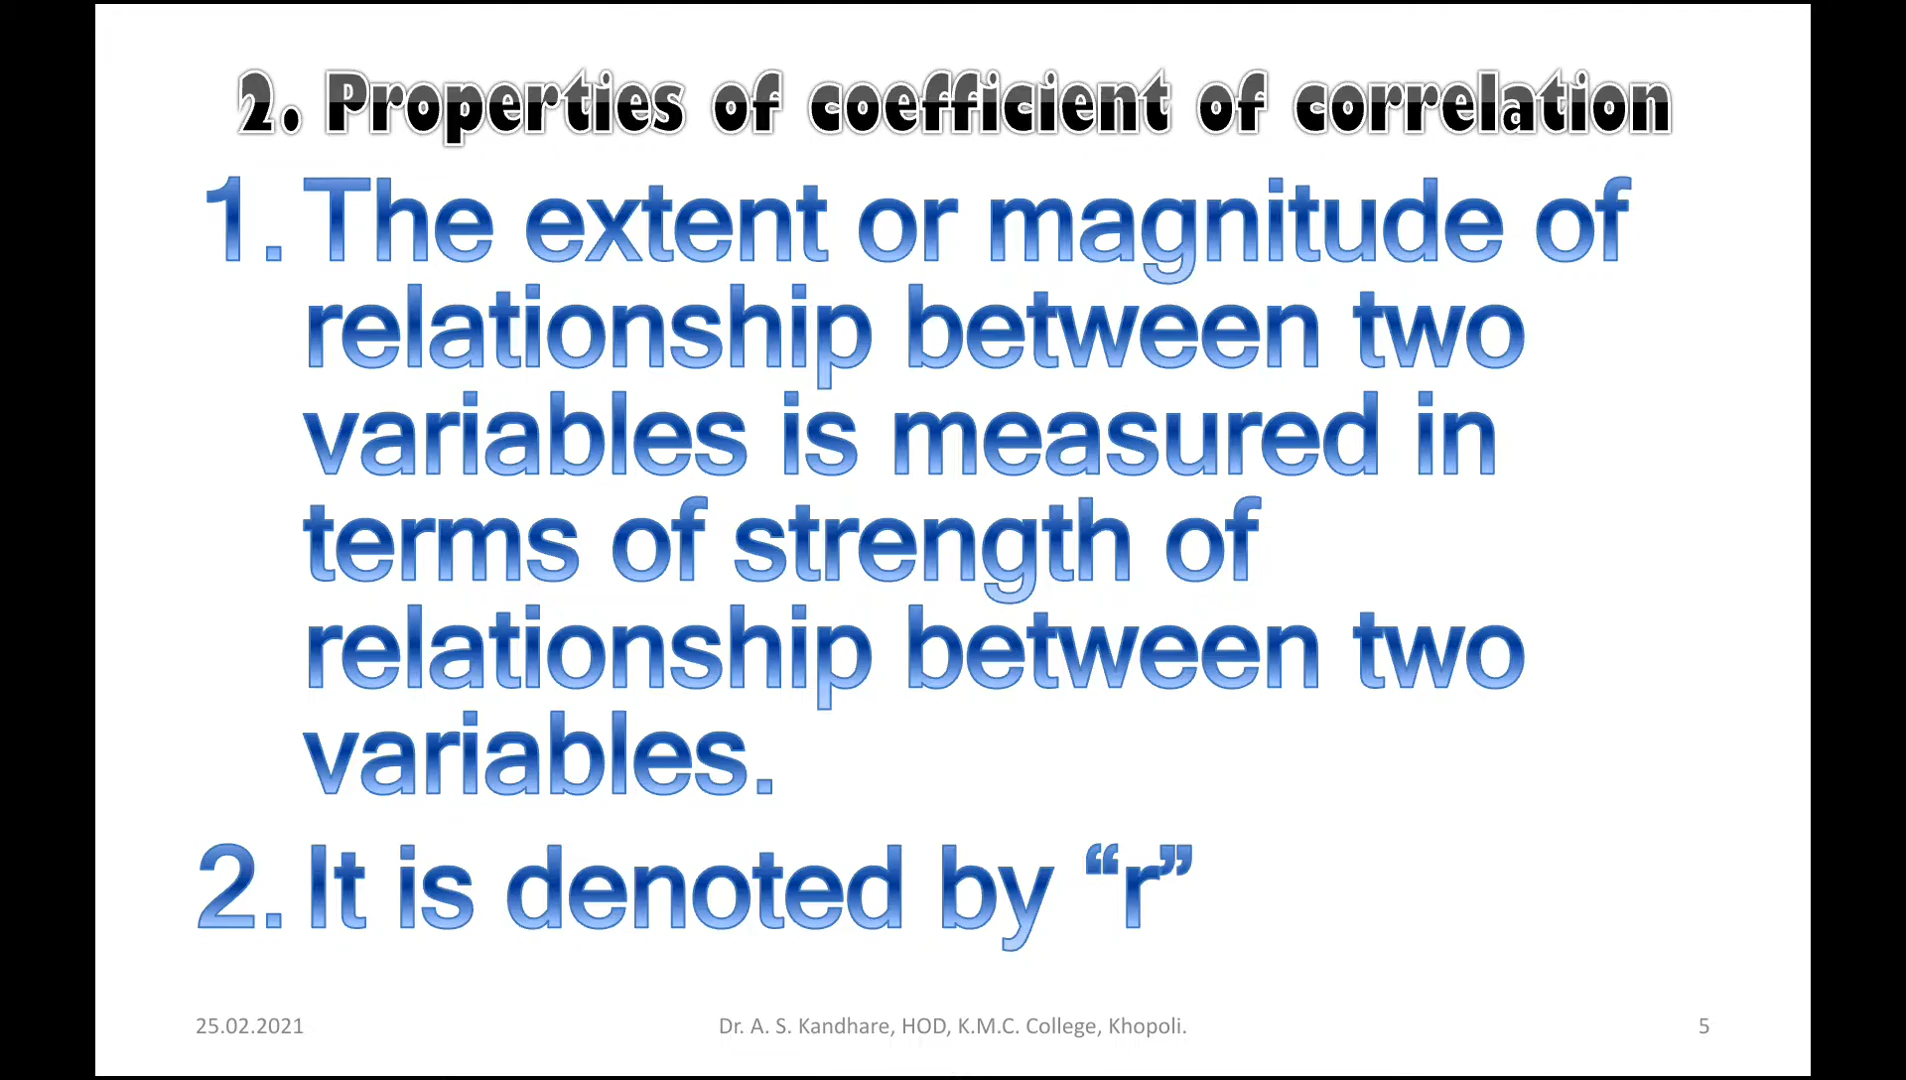 2. Properties of coefficient of correlation
1. The extent or magnitude of
relationship between two
variables is measured in
terms of strength of
relationship between two
variables.
2. It is denoted by “r”
25.02.2021 Dr. A. S. Kandhare, HOD, K.M.C. College, Khopoli. 5